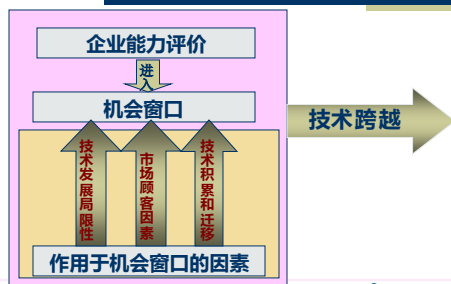 企业能力评价
进入
机会窗口
技术跨越
技术发展局限性
市场顾客因素
技术积累和迁移
作用于机会窗口的因素